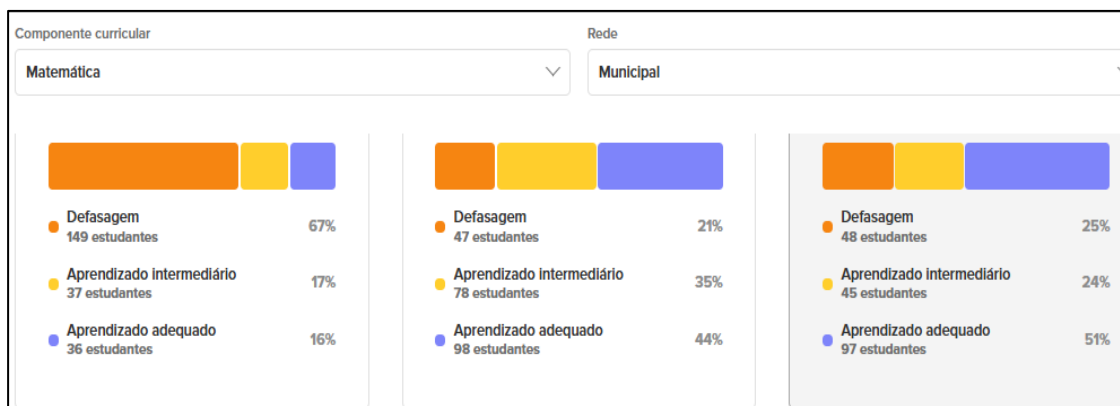 Componente curricular
Matemática
Rede
Municipal
Defasagem
149 estudantes
67%
Aprendizado intermediário
37 estudantes
17%
Aprendizado adequado
36 estudantes
16%
Defasagem
47 estudantes
21%
Aprendizado intermediário
78 estudantes
35%
Aprendizado adequado
98 estudantes
44%
Defasagem
48 estudantes
25%
Aprendizado intermediário
45 estudantes
24%
Aprendizado adequado
97 estudantes
51%